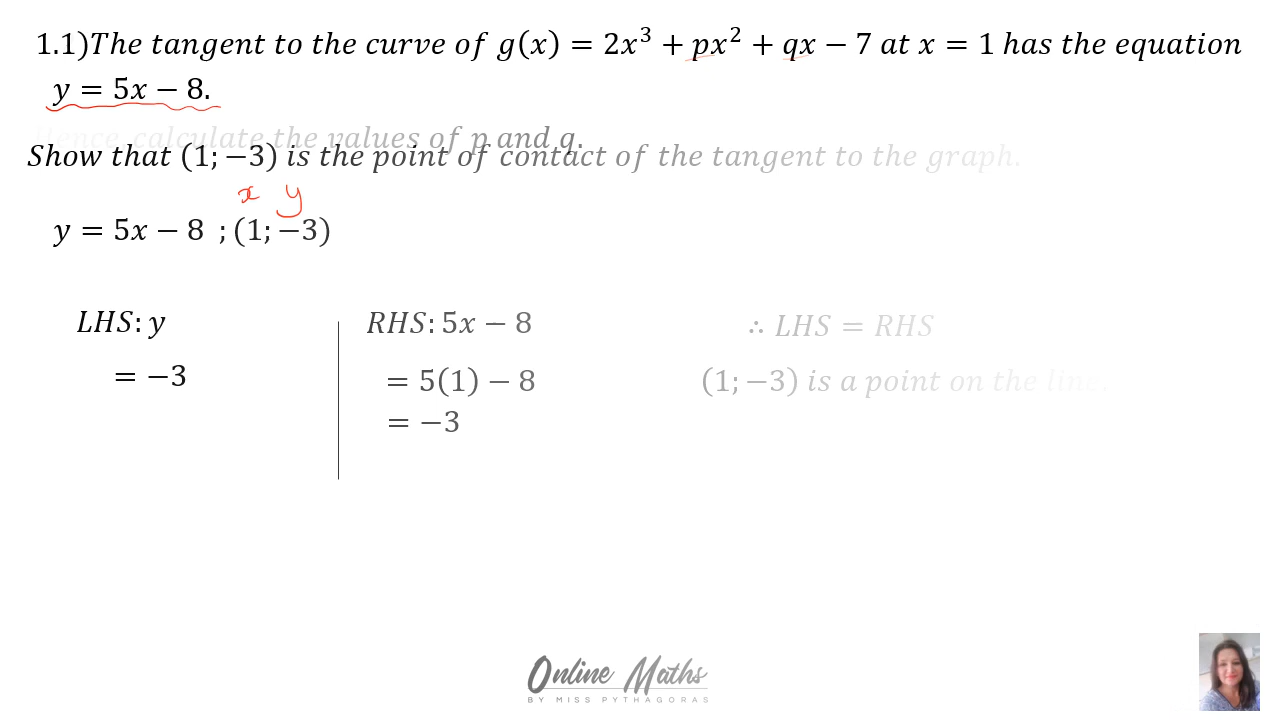 1.1)The tangent to the curve of g(x) = 2x³ + px² + qx − 7 at x = 1 has the equation
y = 5x − 8.
Hence calculate the values of p and q.
Show that (1; −3) is the point of contact of the tangent to the graph.
x y
y = 5x − 8 ; (1; −3)
LHS: y
= −3
RHS: 5x − 8
= 5(1) − 8
= −3
∴ LHS = RHS
(1; −3) is a point on the line.
Online Maths
BY MISS PYTHAGORAS